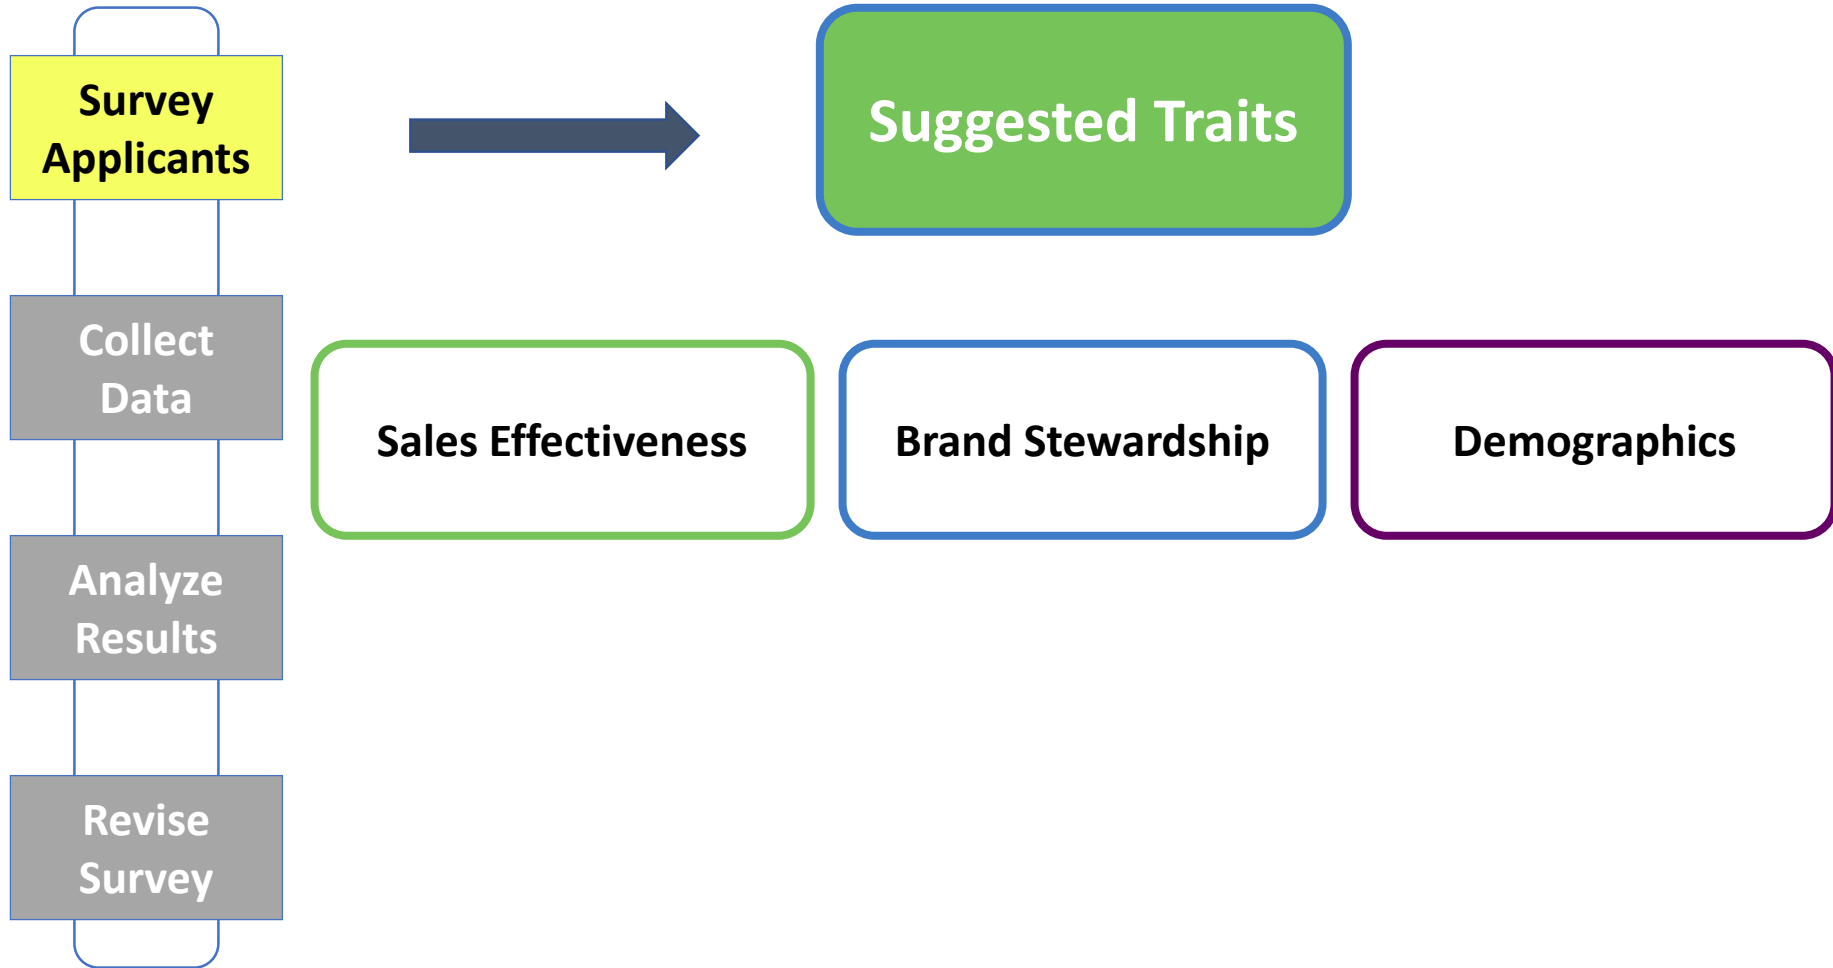 Survey
Applicants
Suggested Traits
Collect
Data
Sales Effectiveness
Brand Stewardship
Demographics
Analyze
Results
Revise
Survey